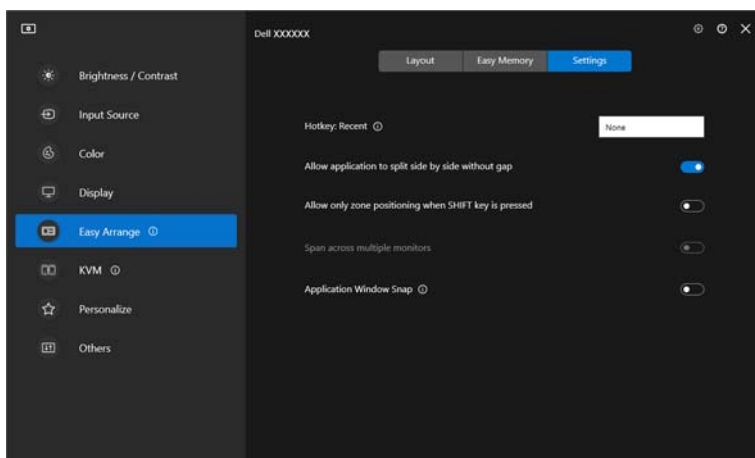 Dell XXXXXX
Layout
Easy Memory
Settings
Brightness / Contrast
Input Source
Color
Display
Easy Arrange
KVM
Personalize
Others
Hotkey: Recent
None
Allow application to split side by side without gap
Allow only zone positioning when SHIFT key is pressed
Span across multiple monitors
Application Window Snap